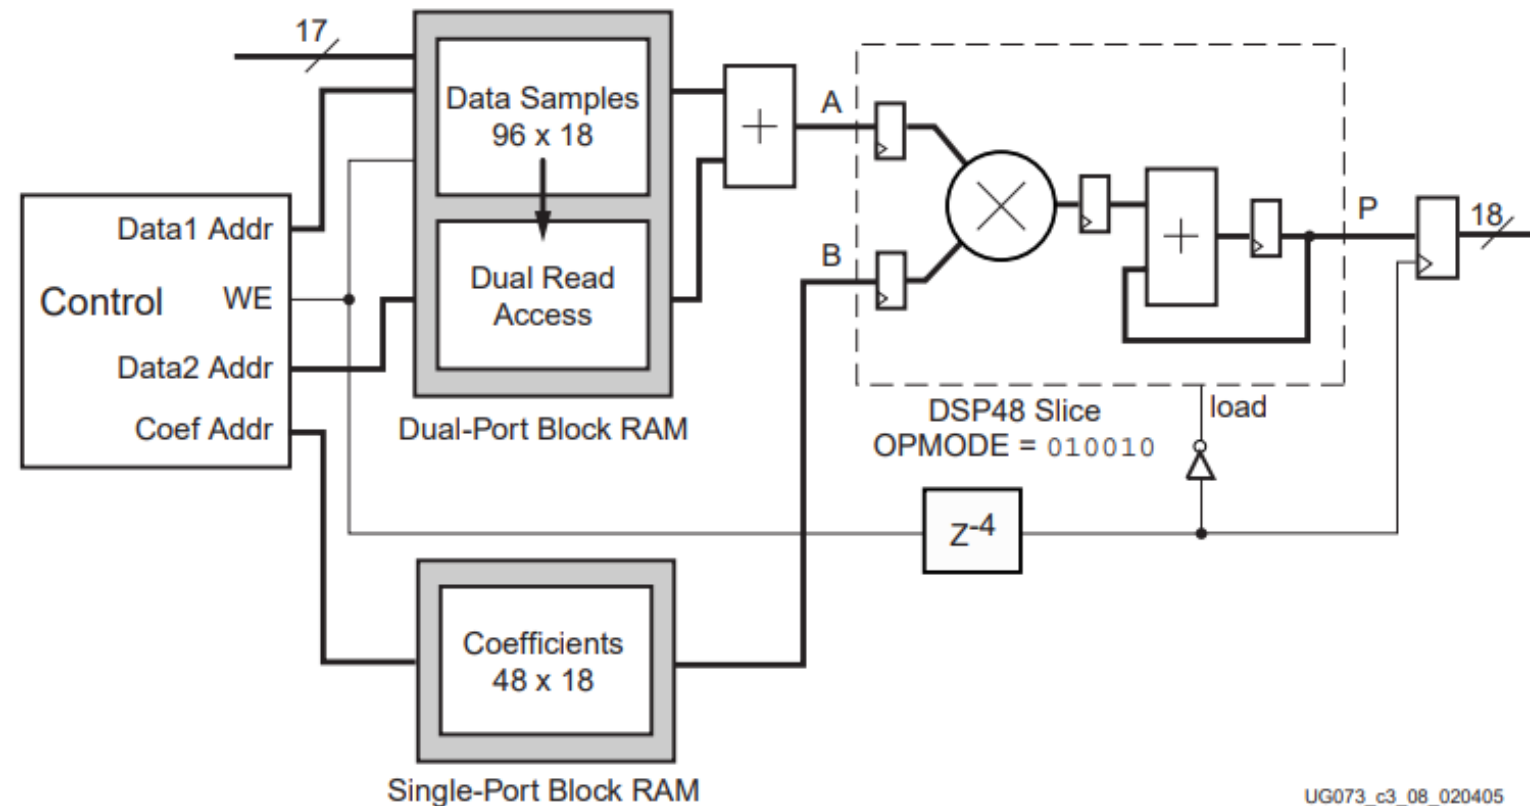 17
Data Samples
96 x 18
Dual Read
Access
Dual-Port Block RAM
Control
Data1 Addr
WE
Data2 Addr
Coef Addr
Coefficients
48 x 18
Single-Port Block RAM
+
A
B
+
P
18
DSP48 Slice
OPMODE = 010010
load
Z-4
UG073_c3_08_020405